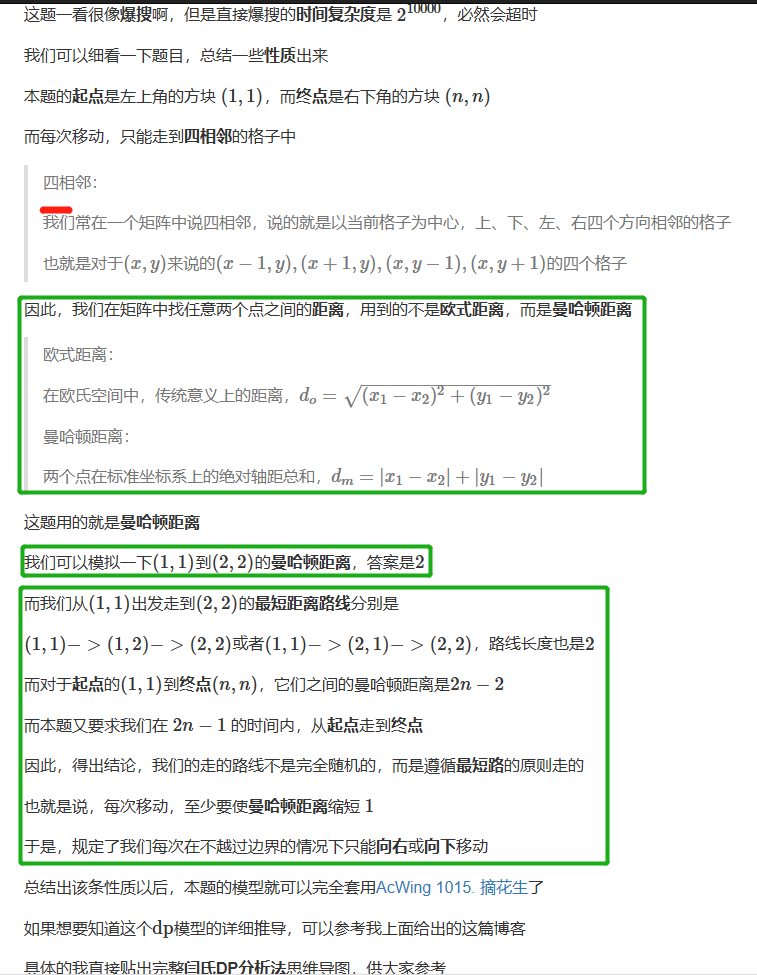 这题一看很像爆搜啊，但是直接爆搜的时间复杂度是 2^10000，必然会超时
我们可以细看一下题目，总结一些性质出来
本题的起点是左上角的方块 (1,1)，而终点是右下角的方块 (n,n)
而每次移动，只能走到四相邻的格子中
四相邻：
我们常在一个矩阵中说四相邻，说的就是以当前格子为中心，上、下、左、右四个方向相邻的格子
也就是对于(x,y)来说的(x−1,y),(x+1,y),(x,y−1),(x,y+1)的四个格子
因此，我们在矩阵中找任意两个点之间的距离，用到的不是欧式距离，而是曼哈顿距离
欧式距离：
在欧氏空间中，传统意义上的距离，d_o = √((x_1 − x_2)^2 + (y_1 − y_2)^2)
曼哈顿距离：
两个点在标准坐标系上的绝对轴距总和，d_m = |x_1 − x_2| + |y_1 − y_2|
这题用的就是曼哈顿距离
我们可以模拟一下(1,1)到(2,2)的曼哈顿距离，答案是2
而我们从(1,1)出发走到(2,2)的最短距离路线分别是
(1,1)−>(1,2)−>(2,2)或者(1,1)−>(2,1)−>(2,2)，路线长度也是2
而对于起点的(1,1)到终点(n,n)，它们之间的曼哈顿距离是2n−2
而本题又要求我们在 2n−1 的时间内，从起点走到终点
因此，得出结论，我们的走的路线不是完全随机的，而是遵循最短路的原则走的
也就是说，每次移动，至少要使曼哈顿距离缩短 1
于是，规定了我们每次在不越过边界的情况下只能向右或向下移动
总结出该条性质以后，本题的模型就可以完全套用AcWing 1015. 摘花生了
如果想要知道这个dp模型的详细推导，可以参考我上面给出的这篇博客
具体的我直接贴出完整闫氏DP分析法思维导图，供大家参考